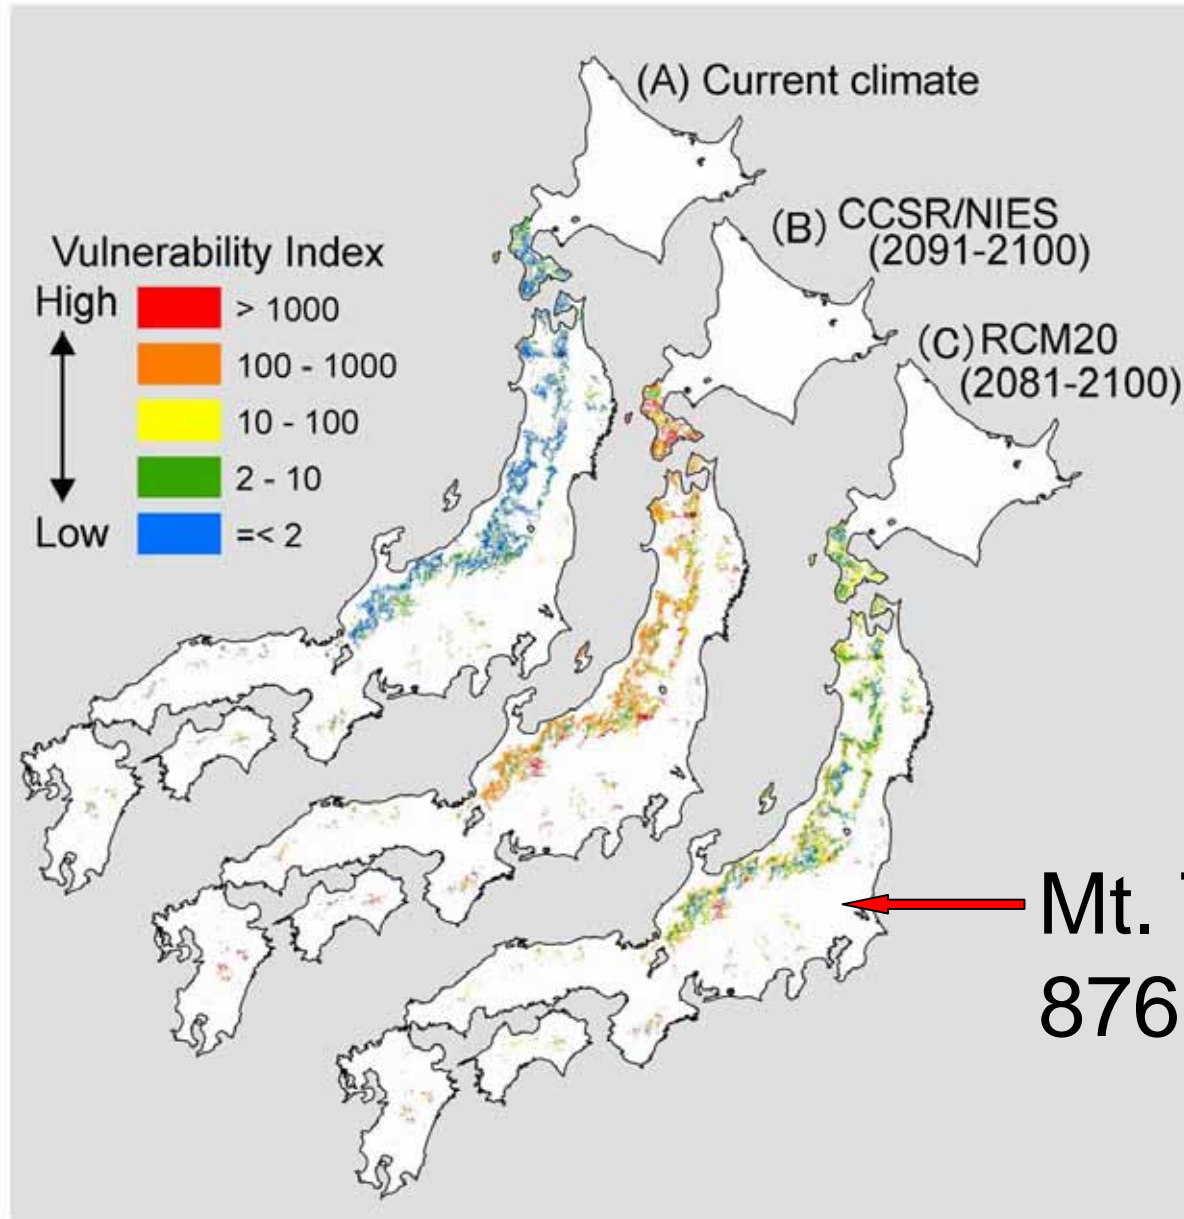 (A) Current climate
(B) CCSR/NIES
(2091-2100)
(C) RCM20
(2081-2100)
Vulnerability Index
High
> 1000
100 - 1000
10 - 100
2 - 10
Low
=< 2
Mt.
876